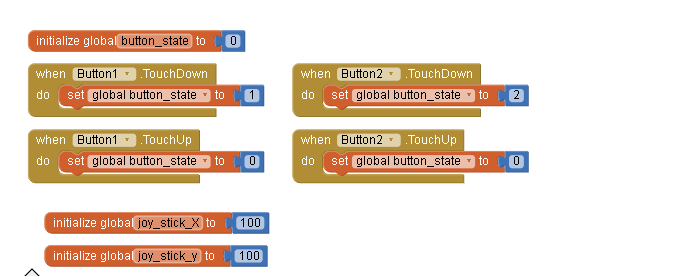 initialize global button_state to 0
when Button1 .TouchDown
do set global button_state to 1
when Button2 .TouchDown
do set global button_state to 2
when Button1 .TouchUp
do set global button_state to 0
when Button2 .TouchUp
do set global button_state to 0
initialize global joy_stick_X to 100
initialize global joy_stick_y to 100